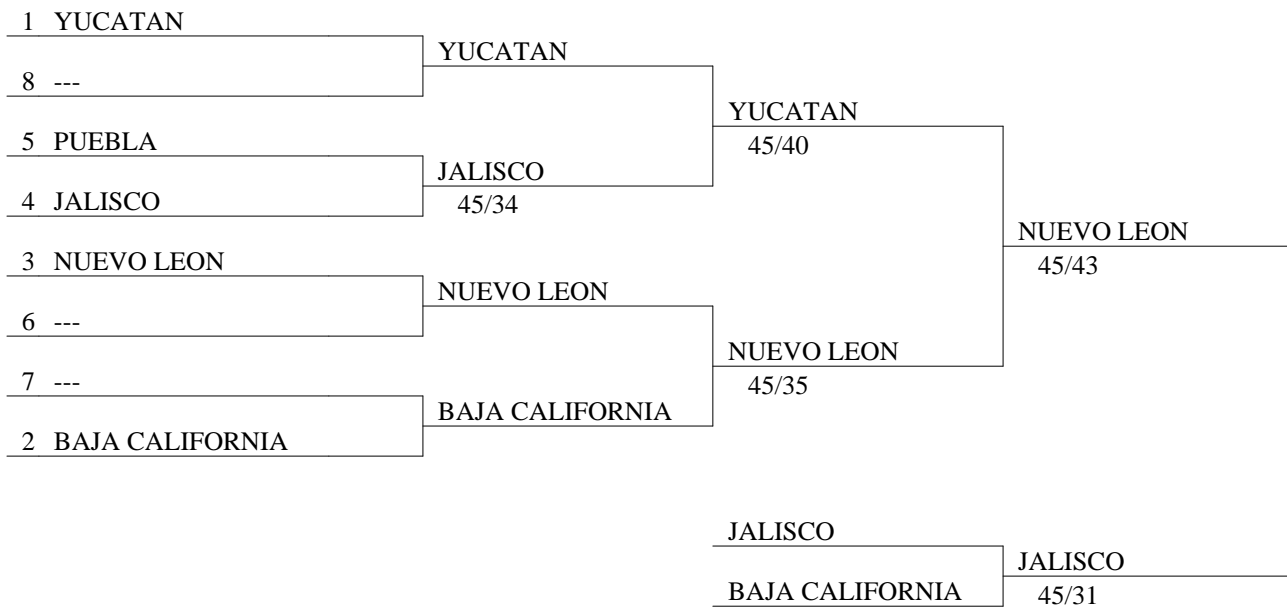 1 YUCATAN
8 ---
5 PUEBLA
4 JALISCO
3 NUEVO LEON
6 ---
7 ---
2 BAJA CALIFORNIA
YUCATAN
JALISCO
45/34
NUEVO LEON
BAJA CALIFORNIA
YUCATAN
45/40
NUEVO LEON
45/35
NUEVO LEON
45/43
JALISCO
BAJA CALIFORNIA
JALISCO
45/31